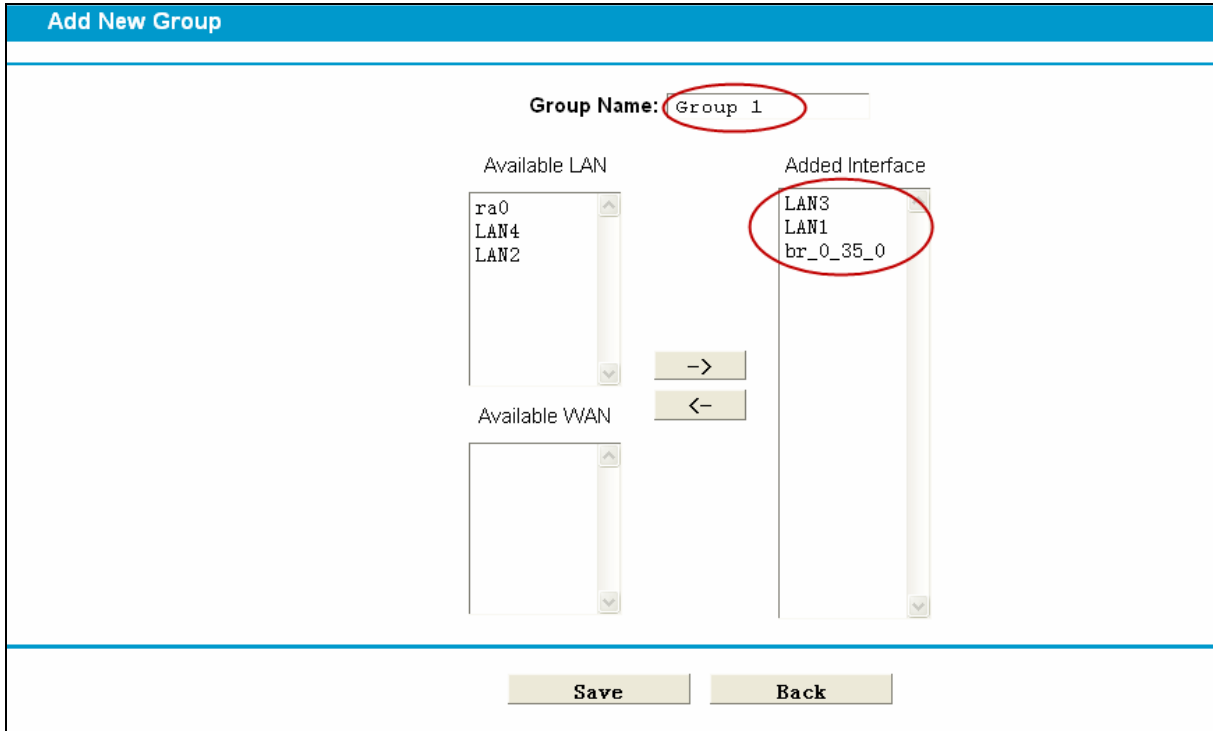 Add New Group
Group Name: Group 1
Available LAN
ra0
LAN4
LAN2
Available WAN
->
<-
Added Interface
LAN3
LAN1
br_0_35_0
Save
Back